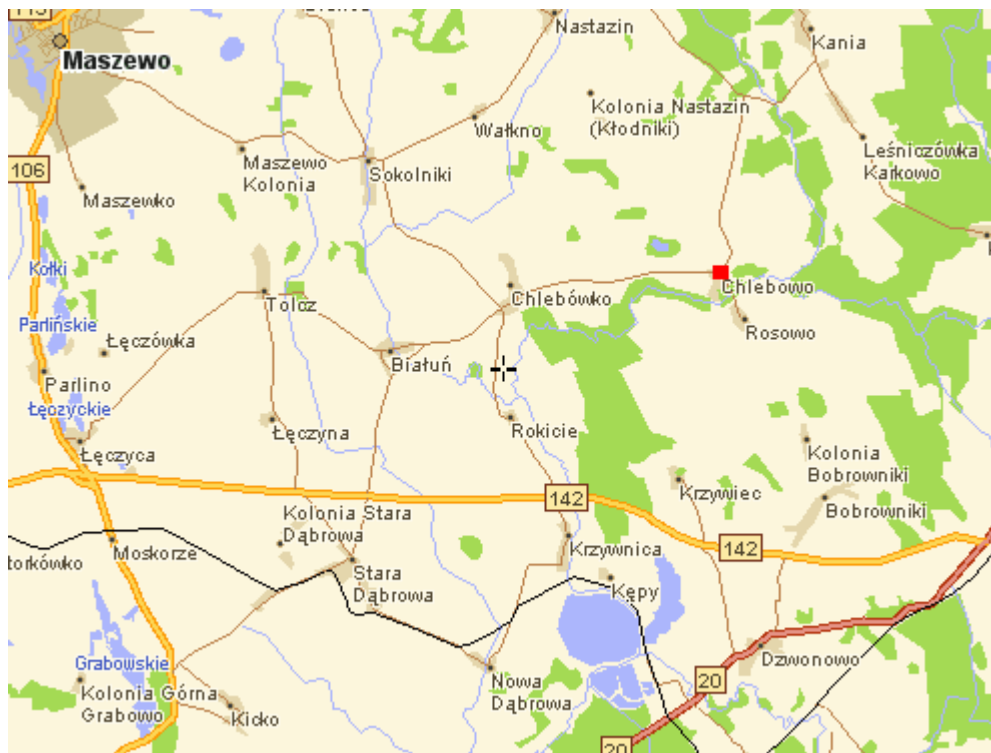 Nastazin
Kania
Maszewo
Kolonia Nastazin
(Kłodniki)
Wałkno
Leśniczówka
Karkowo
Maszewo
Kolonia
Sokolniki
106
Maszewko
Kołki
Chlebowo
Tolcz
Chlebówko
Parlińskie
Rosowo
Łęczówka
Białuń
Parlino
Łęczyckie
Rokicie
Łęczyna
Łęczyca
Kolonia
Bobrowniki
Krzywiec
142
Bobrowniki
Kolonia Stara
Dąbrowa
Krzywnica
142
Moskorze
torkówko
Stara
Dąbrowa
Kępy
Grabowskie
Dzwonowo
Kolonia Górna
Grabowo
Nowa
Dąbrowa
20
Kicko
20